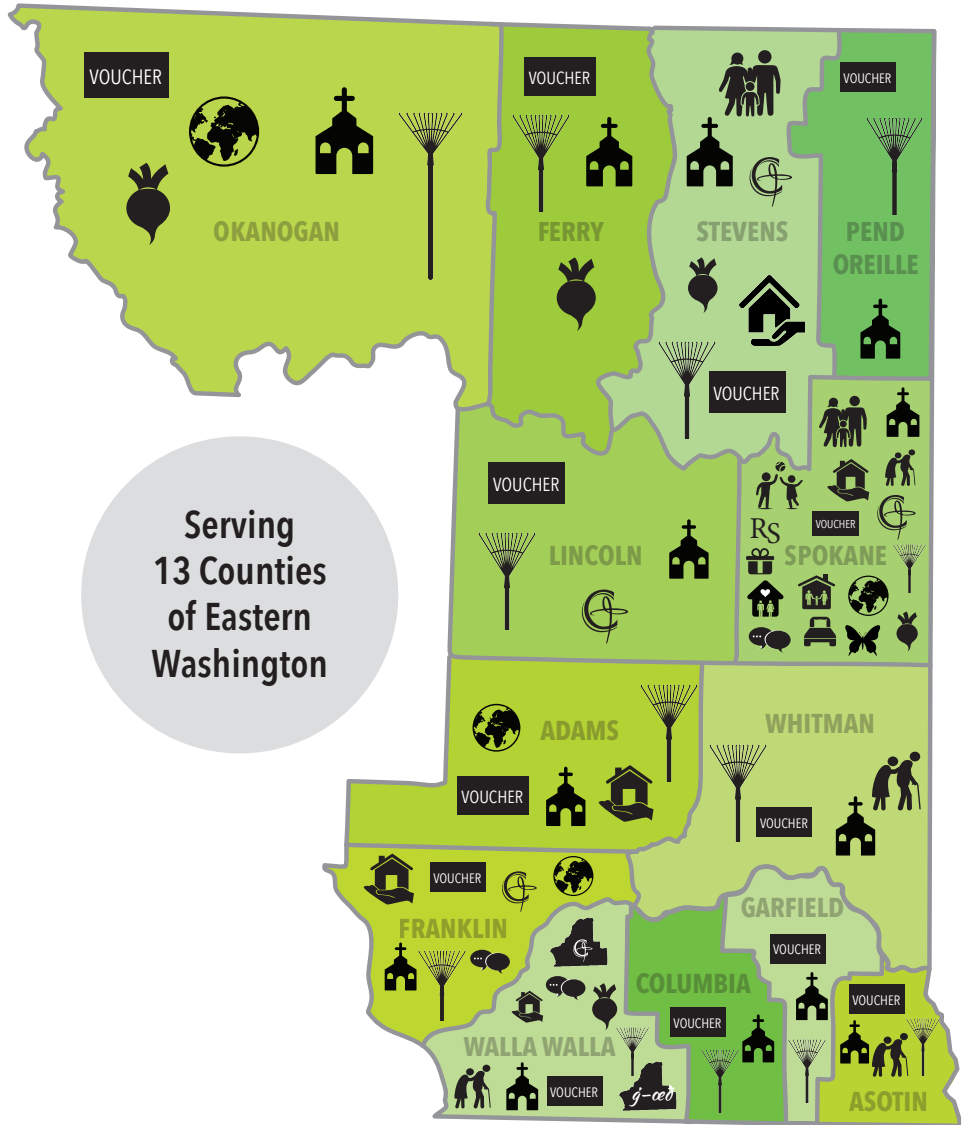 VOUCHER
OKANOGAN
VOUCHER
FERRY
STEVENS
VOUCHER
VOUCHER
PEND
OREILLE
Serving
13 Counties
of Eastern
Washington
VOUCHER
LINCOLN
RS
VOUCHER
SPOKANE
ADAMS
VOUCHER
WHITMAN
VOUCHER
VOUCHER
FRANKLIN
GARFIELD
VOUCHER
COLUMBIA
VOUCHER
WALLA WALLA
VOUCHER
VOUCHER
ASOTIN